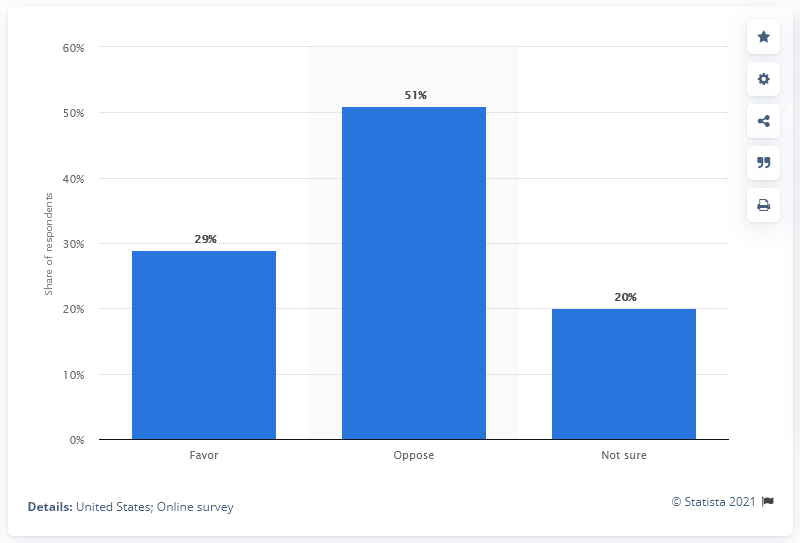 60%
50%
40%
30%
20%
10%
0%
Share of respondents
29%
51%
20%
Favor
Oppose
Not sure
Details: United States; Online survey
© Statista 2021